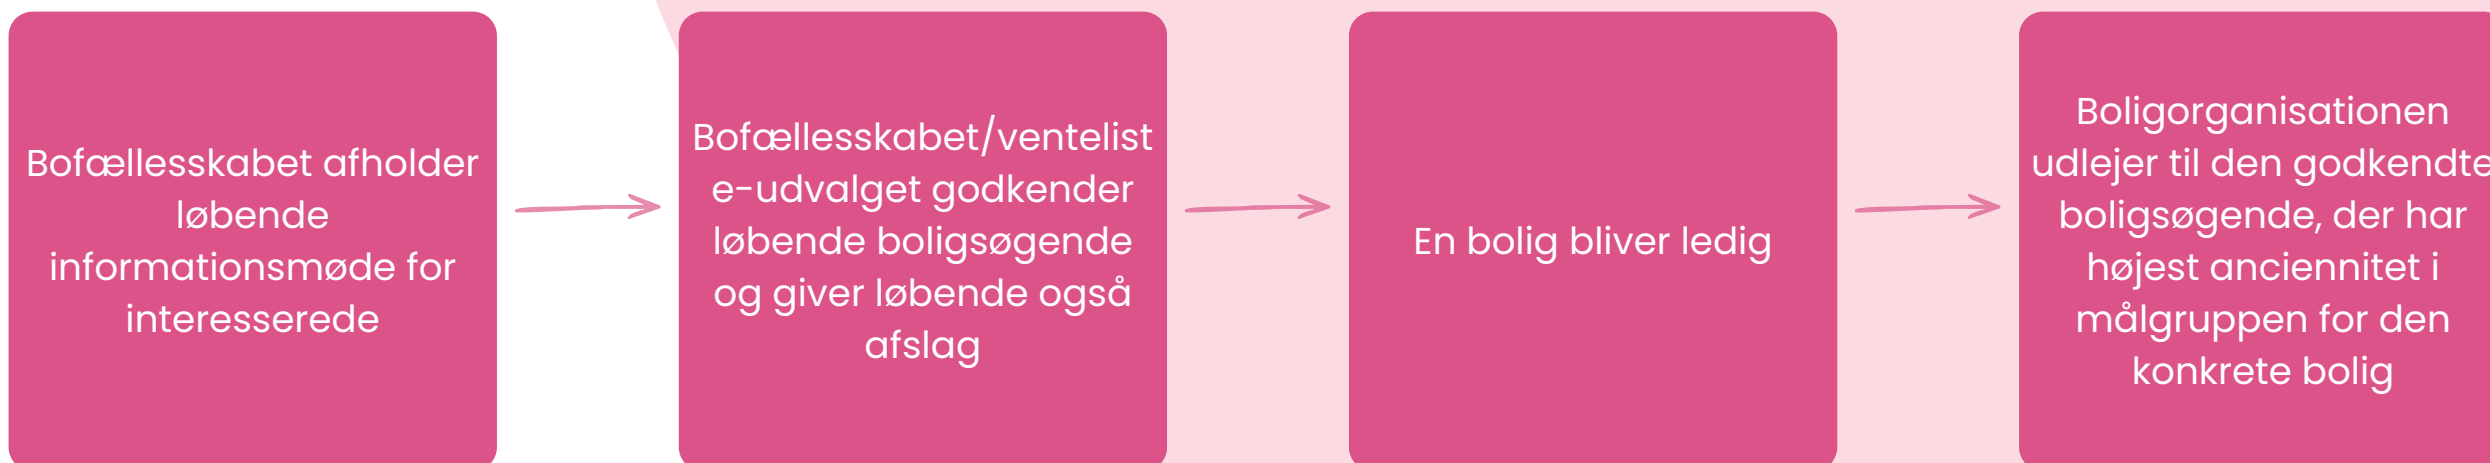 Bofællesskabet afholder
løbende
informationsmøde for
interesserede
Bofællesskabet/ventelist
e-udvalget godkender
løbende boligsøgende
og giver løbende også
afslag
En bolig bliver ledig
Boligorganisationen
udlejer til den godkendte
boligsøgende, der har
højest anciennitet i
målgruppen for den
konkrete bolig